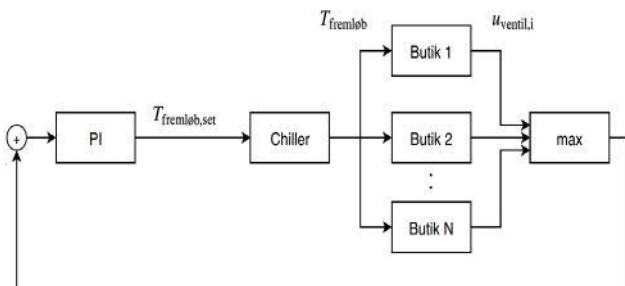 T_fremløb
u_ventil,i
Butik 1
T_fremløb,set
+
PI
Chiller
Butik 2
max
:
Butik N